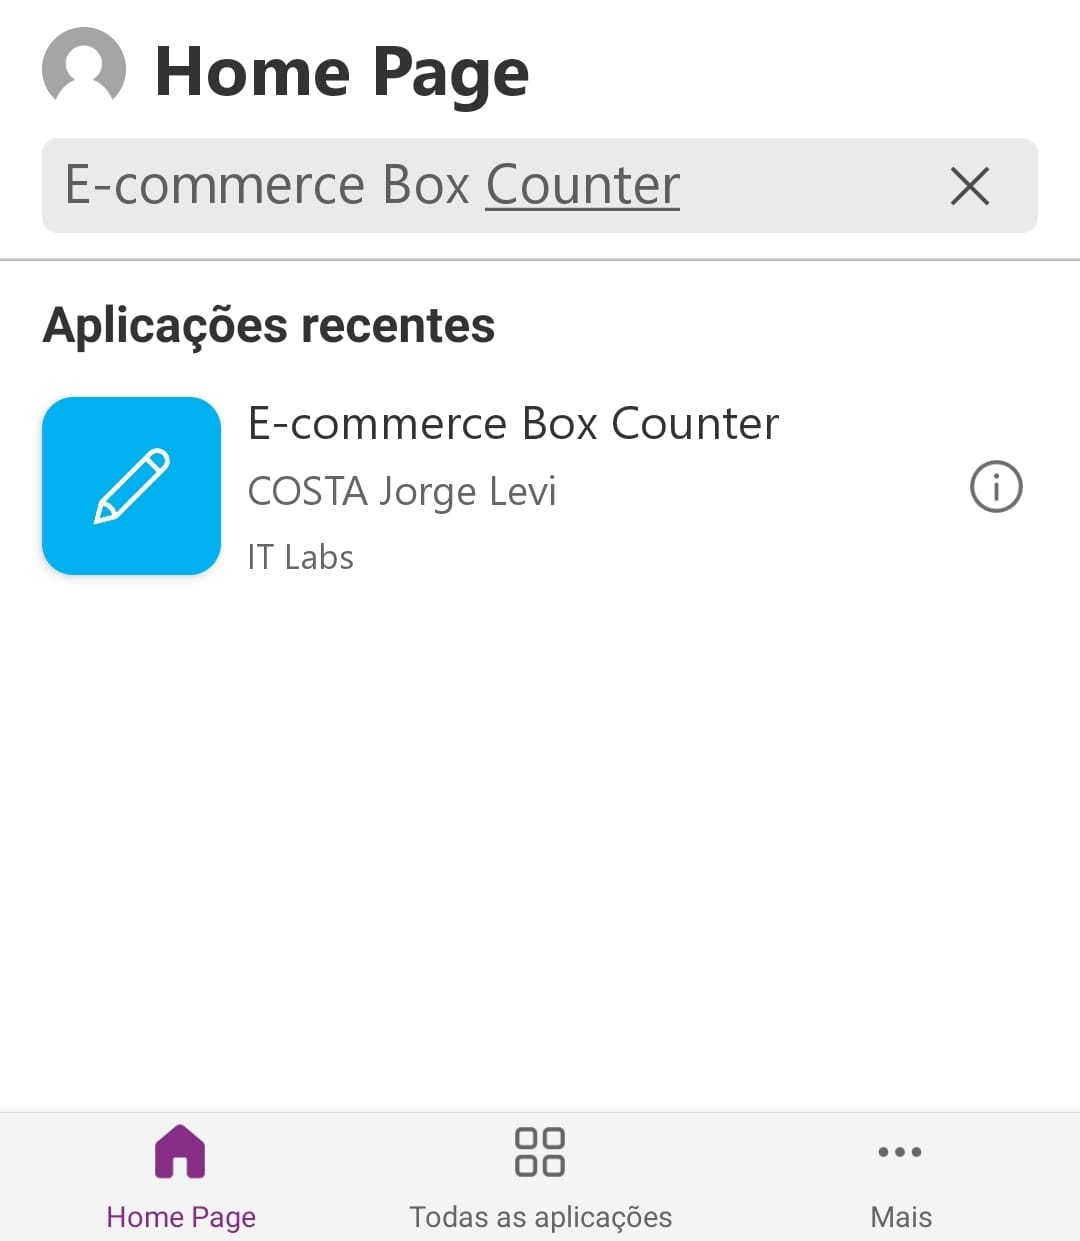 Home Page
E-commerce Box Counter
Aplicações recentes
E-commerce Box Counter
COSTA Jorge Levi
IT Labs
Home Page
Todas as aplicações
Mais